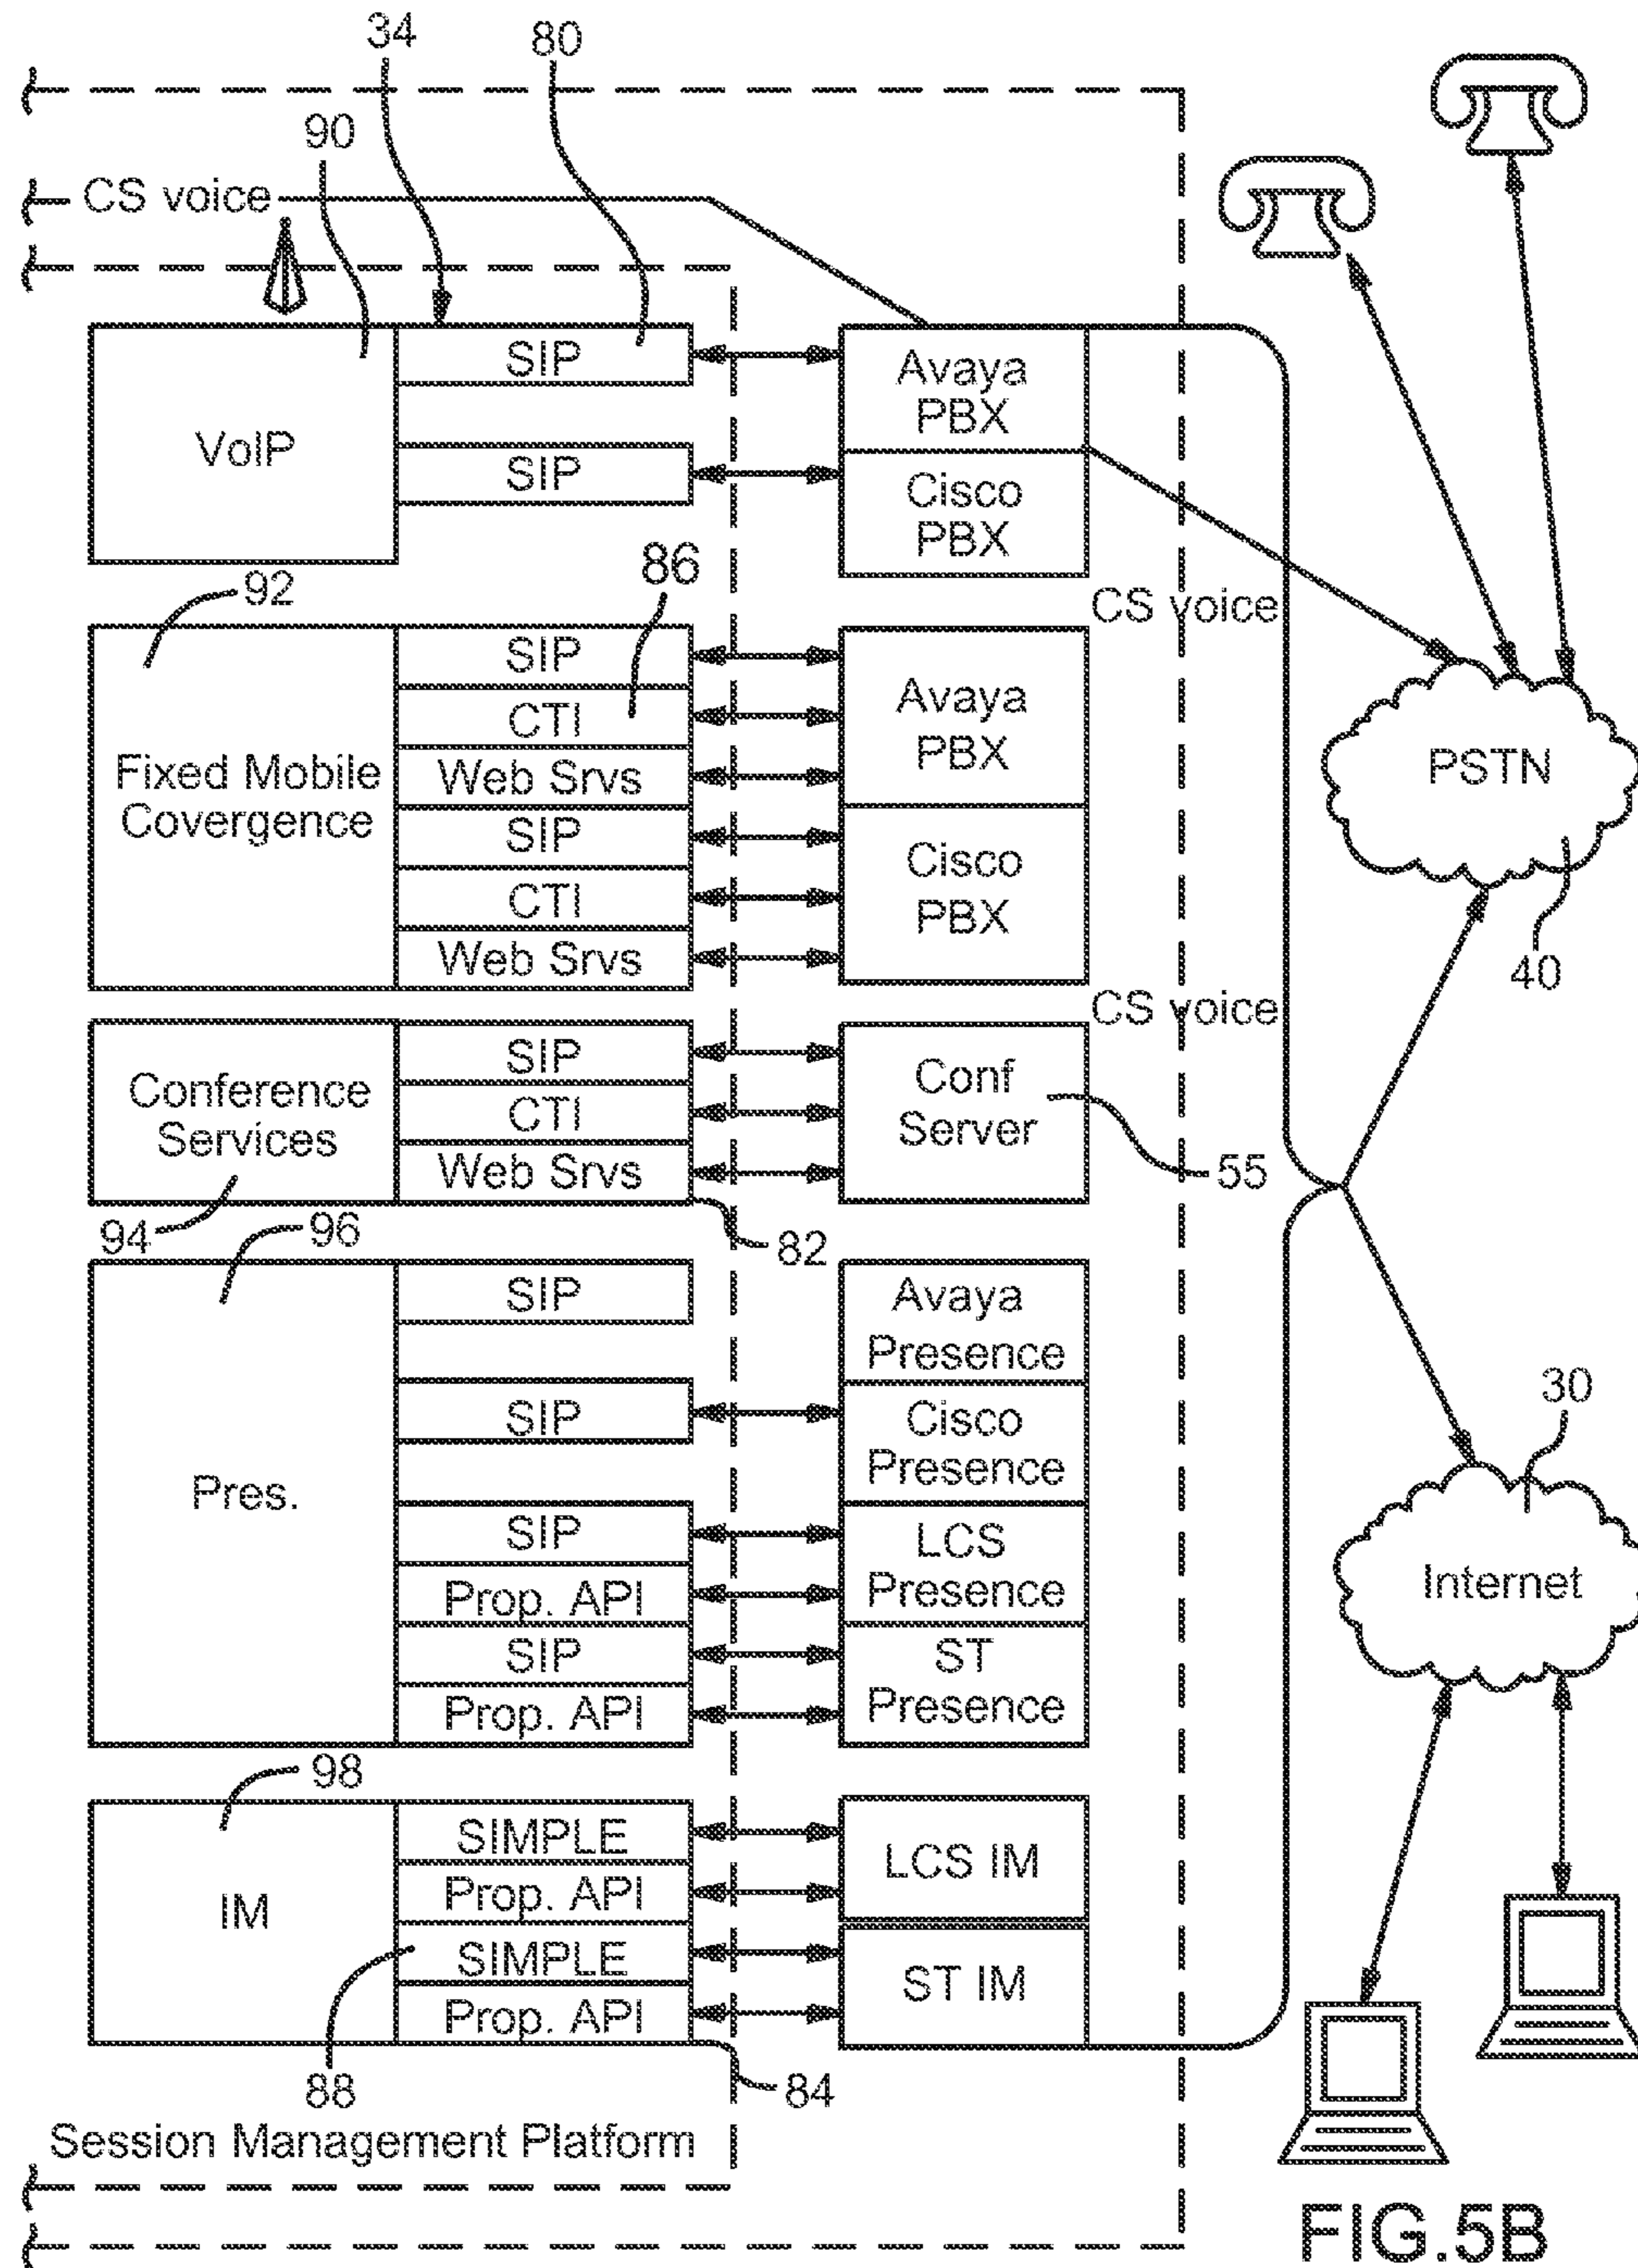 34
80
90
CS voice
VoIP
SIP
SIP
Avaya
PBX
Cisco
PBX
92
86
CS voice
Fixed Mobile
Covergence
SIP
CTI
Web Srvs
SIP
CTI
Web Srvs
Avaya
PBX
Cisco
PBX
PSTN
40
CS voice
Conference
Services
SIP
CTI
Web Srvs
Conf
Server
55
94
96
82
Pres.
SIP
SIP
SIP
Prop. API
SIP
Prop. API
Avaya
Presence
Cisco
Presence
LCS
Presence
ST
Presence
30
Internet
98
IM
SIMPLE
Prop. API
SIMPLE
Prop. API
LCS IM
ST IM
88
84
Session Management Platform
FIG.5B